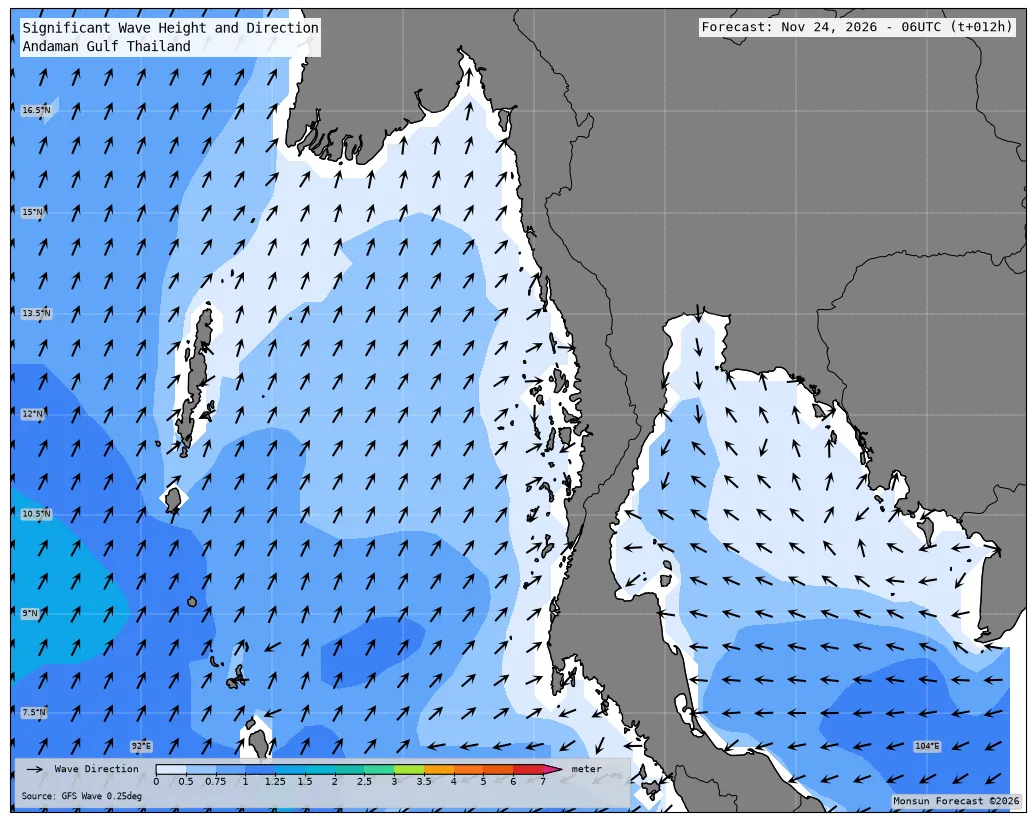 Significant Wave Height and Direction
Andaman Gulf Thailand
Forecast: Nov 24, 2026 - 06UTC (t+012h)
16.5°N
15°N
13.5°N
12°N
10.5°N
9°N
7.5°N
92°E
104°E
Wave Direction
meter
0 0.5 0.75 1 1.25 1.5 2 2.5 3 3.5 4 5 6 7
Source: GFS Wave 0.25deg
Monsun Forecast ©2026